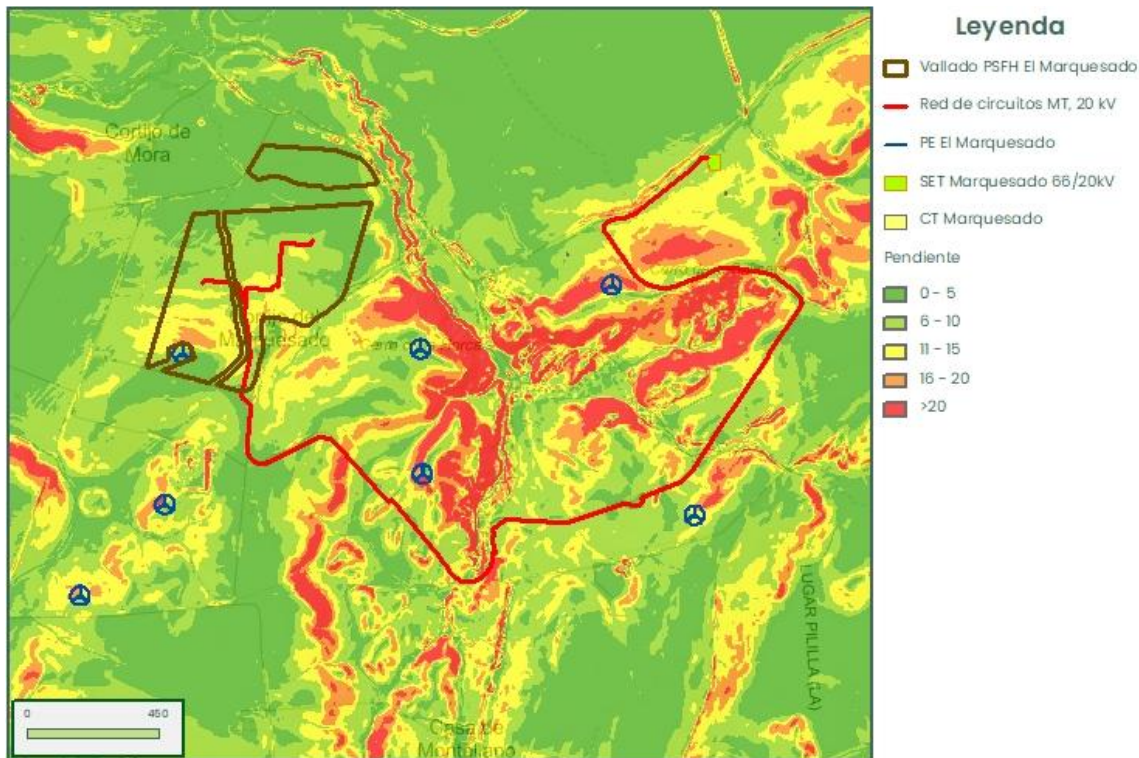 Leyenda
Vallado PSFH El Marquesado
Red de circuitos MT, 20 kV
PE El Marquesado
SET Marquesado 66/20kV
CT Marquesado
Pendiente
0 - 5
6 - 10
11 - 15
16 - 20
>20
Cortijo de
Mora
Marquesado
LUGAR PILILLA (LA)
Casa de
0
450